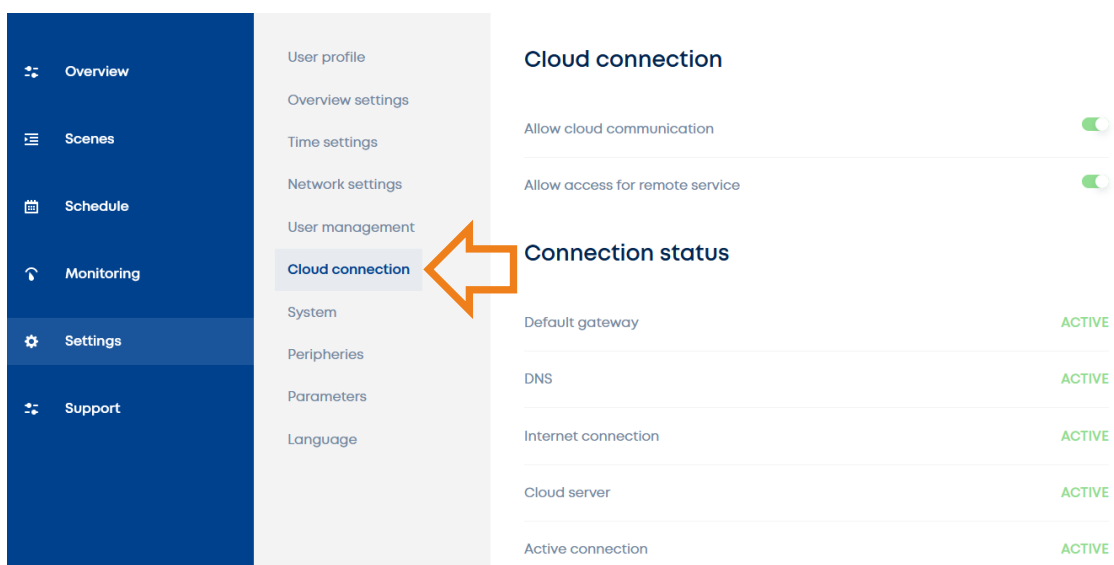 Overview
Scenes
Schedule
Monitoring
Settings
Support
User profile
Overview settings
Time settings
Network settings
User management
Cloud connection
System
Peripheries
Parameters
Language
Cloud connection
Allow cloud communication
Allow access for remote service
Connection status
Default gateway ACTIVE
DNS ACTIVE
Internet connection ACTIVE
Cloud server ACTIVE
Active connection ACTIVE